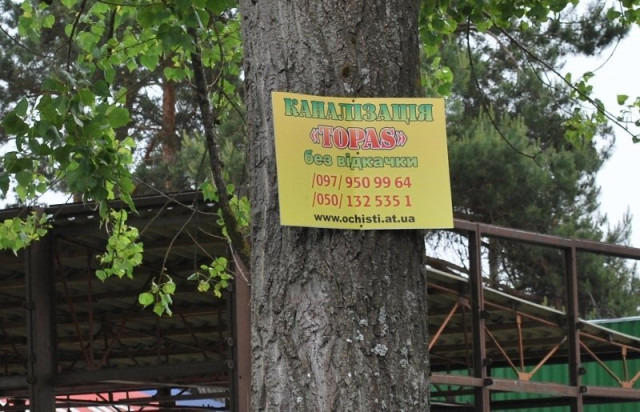 КАНАЛІЗАЦІЯ
«TOPAS»
без відкачки
/097/ 950 99 64
/050/ 132 535 1
www.ochisti.at.ua